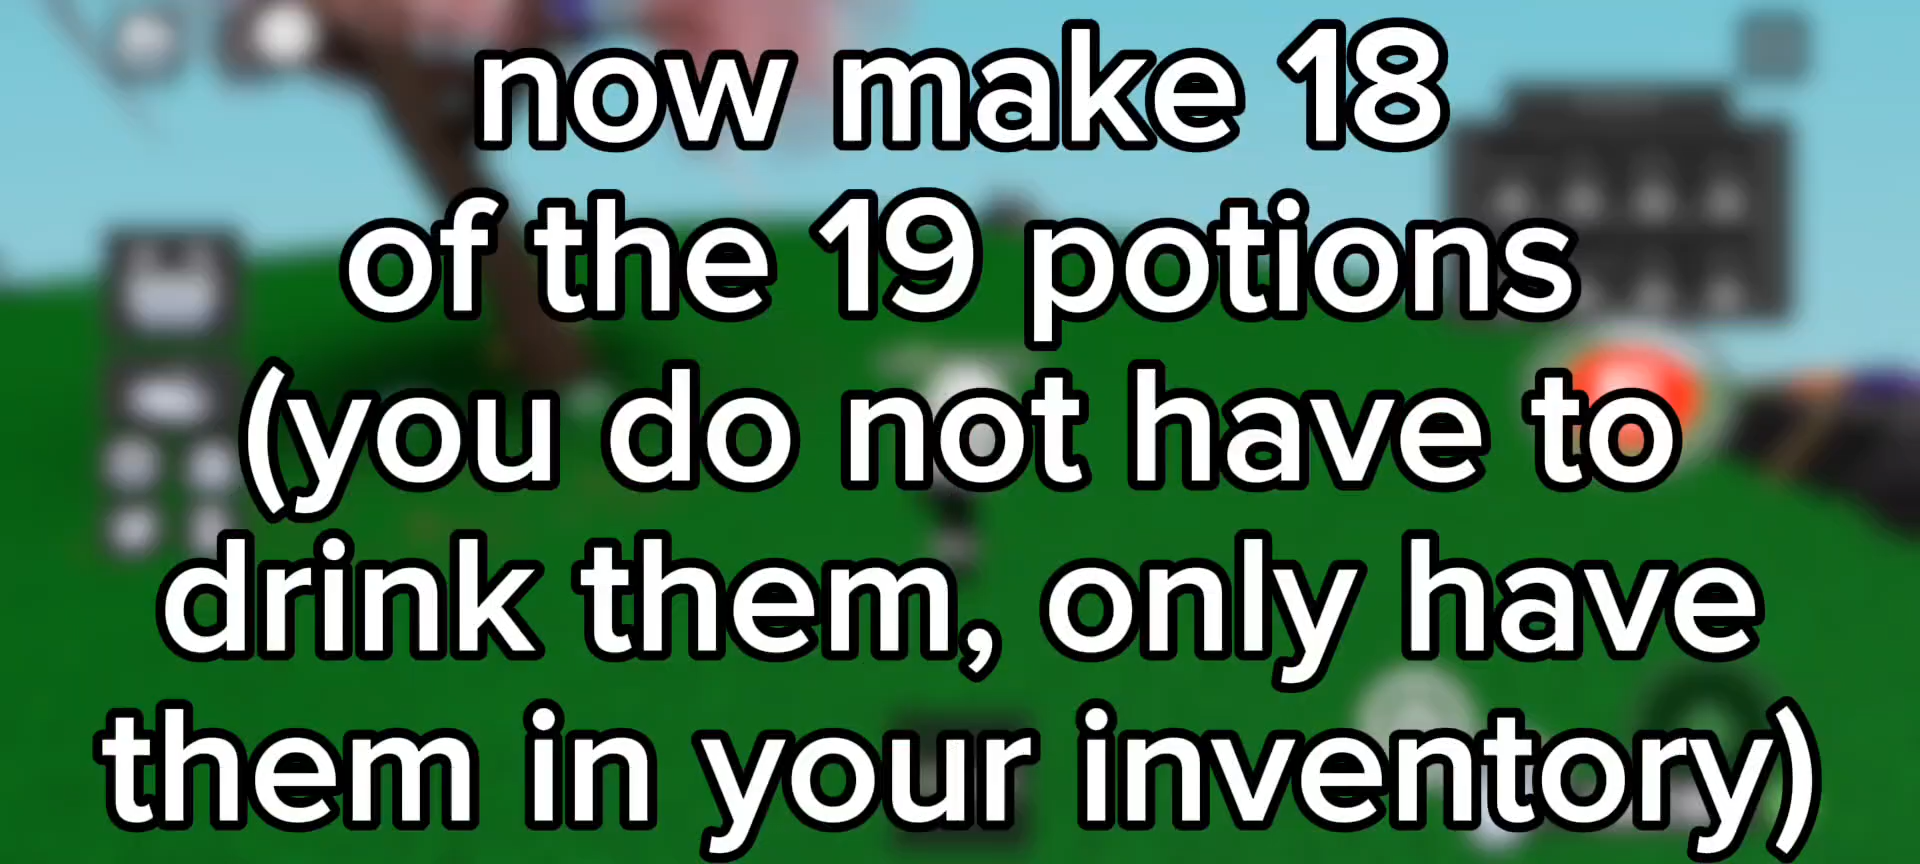 now make 18
of the 19 potions
(you do not have to
drink them, only have
them in your inventory)